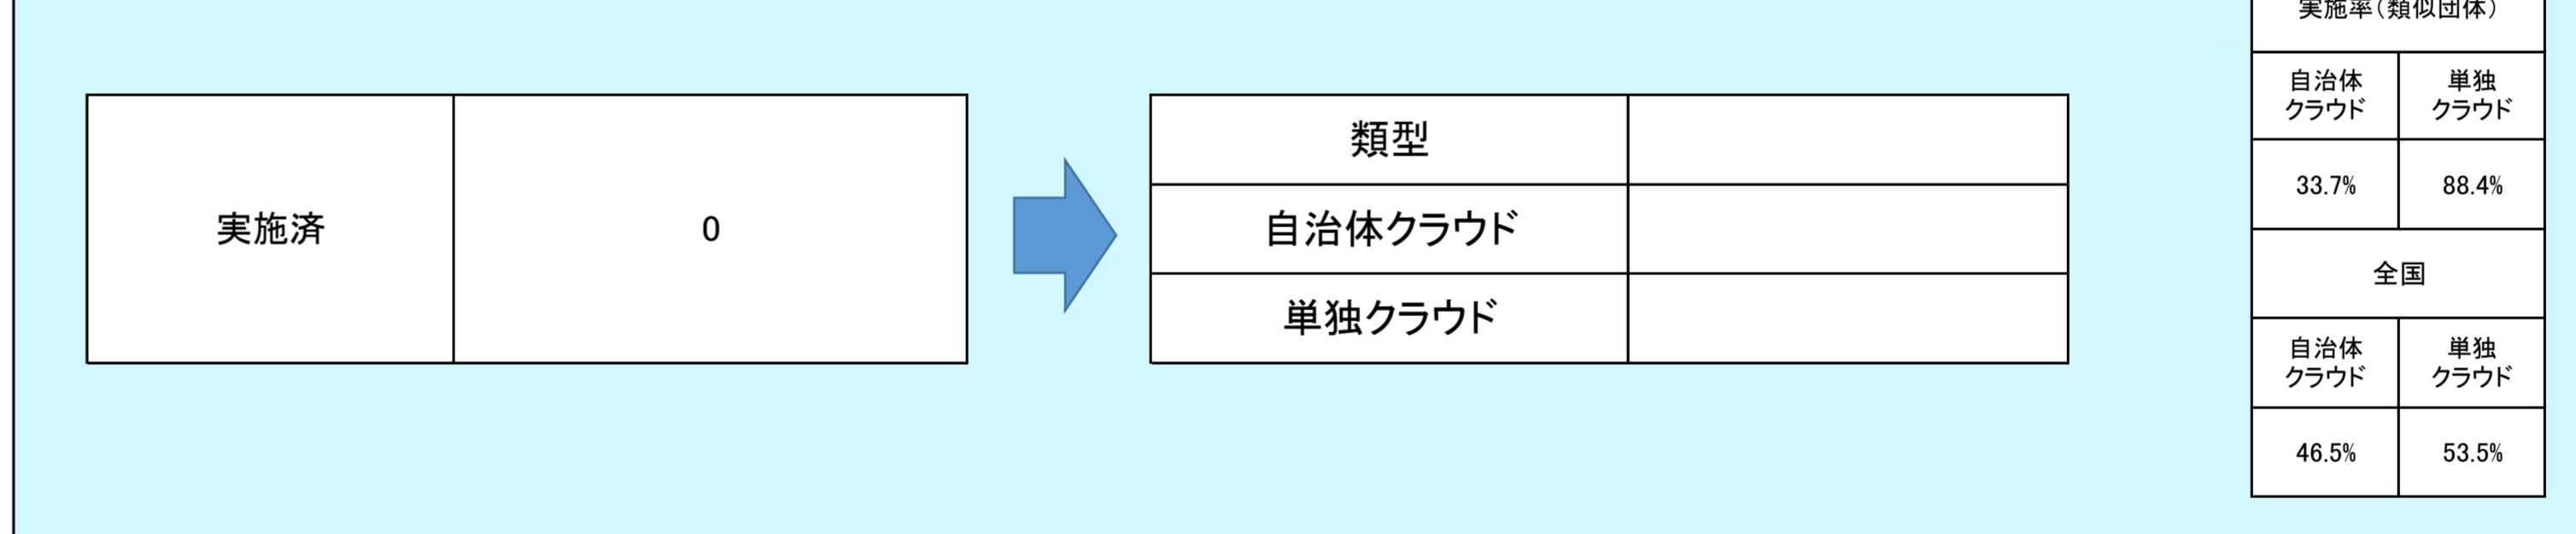 実施率(類似団体)
自治体
クラウド
単独
クラウド
33.7%
88.4%
全国
自治体
クラウド
単独
クラウド
46.5%
53.5%
実施済
0
類型
自治体クラウド
単独クラウド